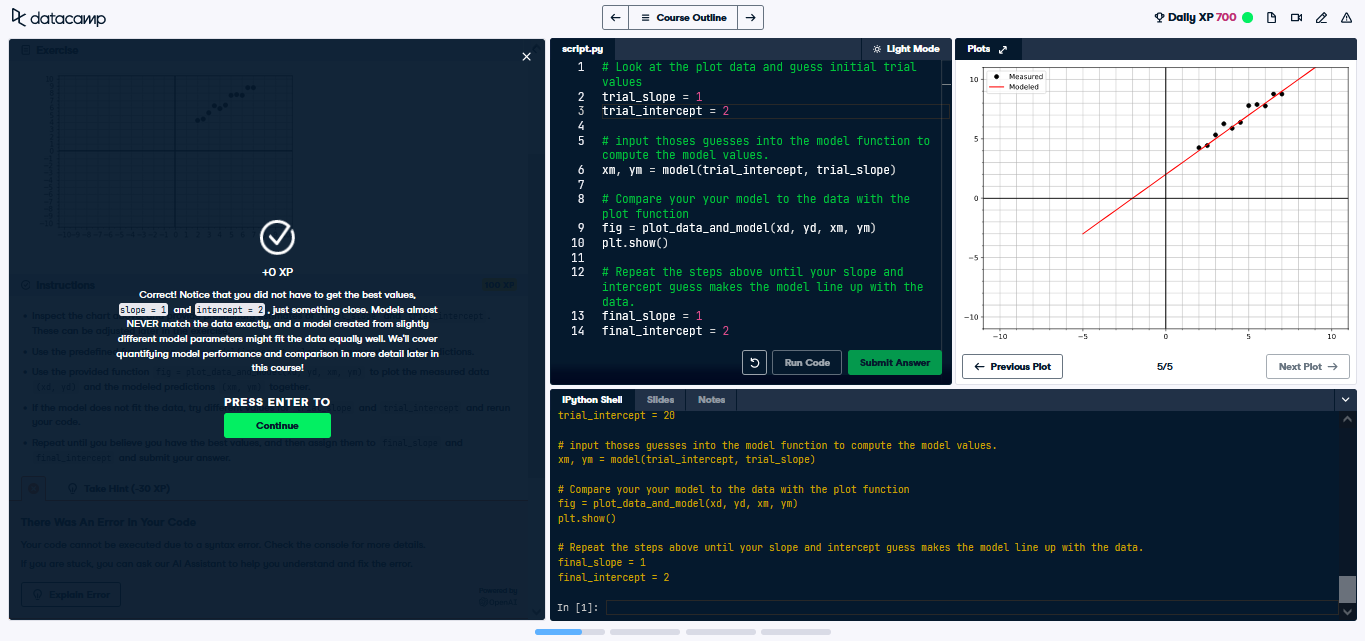 datacamp
Course Outline
Daily XP 700
Exercise
+0 XP
Correct! Notice that you did not have to get the best values,
slope = 1 and intercept = 2 , just something close. Models almost
NEVER match the data exactly, and a model created from slightly
different model parameters might fit the data equally well. We'll cover
quantifying model performance and comparison in more detail later in
this course!
PRESS ENTER TO
Continue
Instructions
Take Hint (-30 XP)
There Was An Error In Your Code
Your code cannot be executed due to a syntax error. Check the console for more details.
If you are stuck, you can ask our AI Assistant to help you understand and fix the error.
Explain Error
Powered by
script.py
Light Mode
1 # Look at the plot data and guess initial trial
values
2 trial_slope = 1
3 trial_intercept = 2
4
5 # input thoses guesses into the model function to
compute the model values.
6 xm, ym = model(trial_intercept, trial_slope)
7
8 # Compare your your model to the data with the
plot function
9 fig = plot_data_and_model(xd, yd, xm, ym)
10 plt.show()
11
12 # Repeat the steps above until your slope and
intercept guess makes the model line up with the
data.
13 final_slope = 1
14 final_intercept = 2
Run Code
Submit Answer
Plots
Measured
Modeled
10
5
0
−5
−10
−10 −5 0 5 10
Previous Plot
5/5
Next Plot
IPython Shell Slides Notes
trial_intercept = 20
# input thoses guesses into the model function to compute the model values.
xm, ym = model(trial_intercept, trial_slope)
# Compare your your model to the data with the plot function
fig = plot_data_and_model(xd, yd, xm, ym)
plt.show()
# Repeat the steps above until your slope and intercept guess makes the model line up with the data.
final_slope = 1
final_intercept = 2
In [1]: